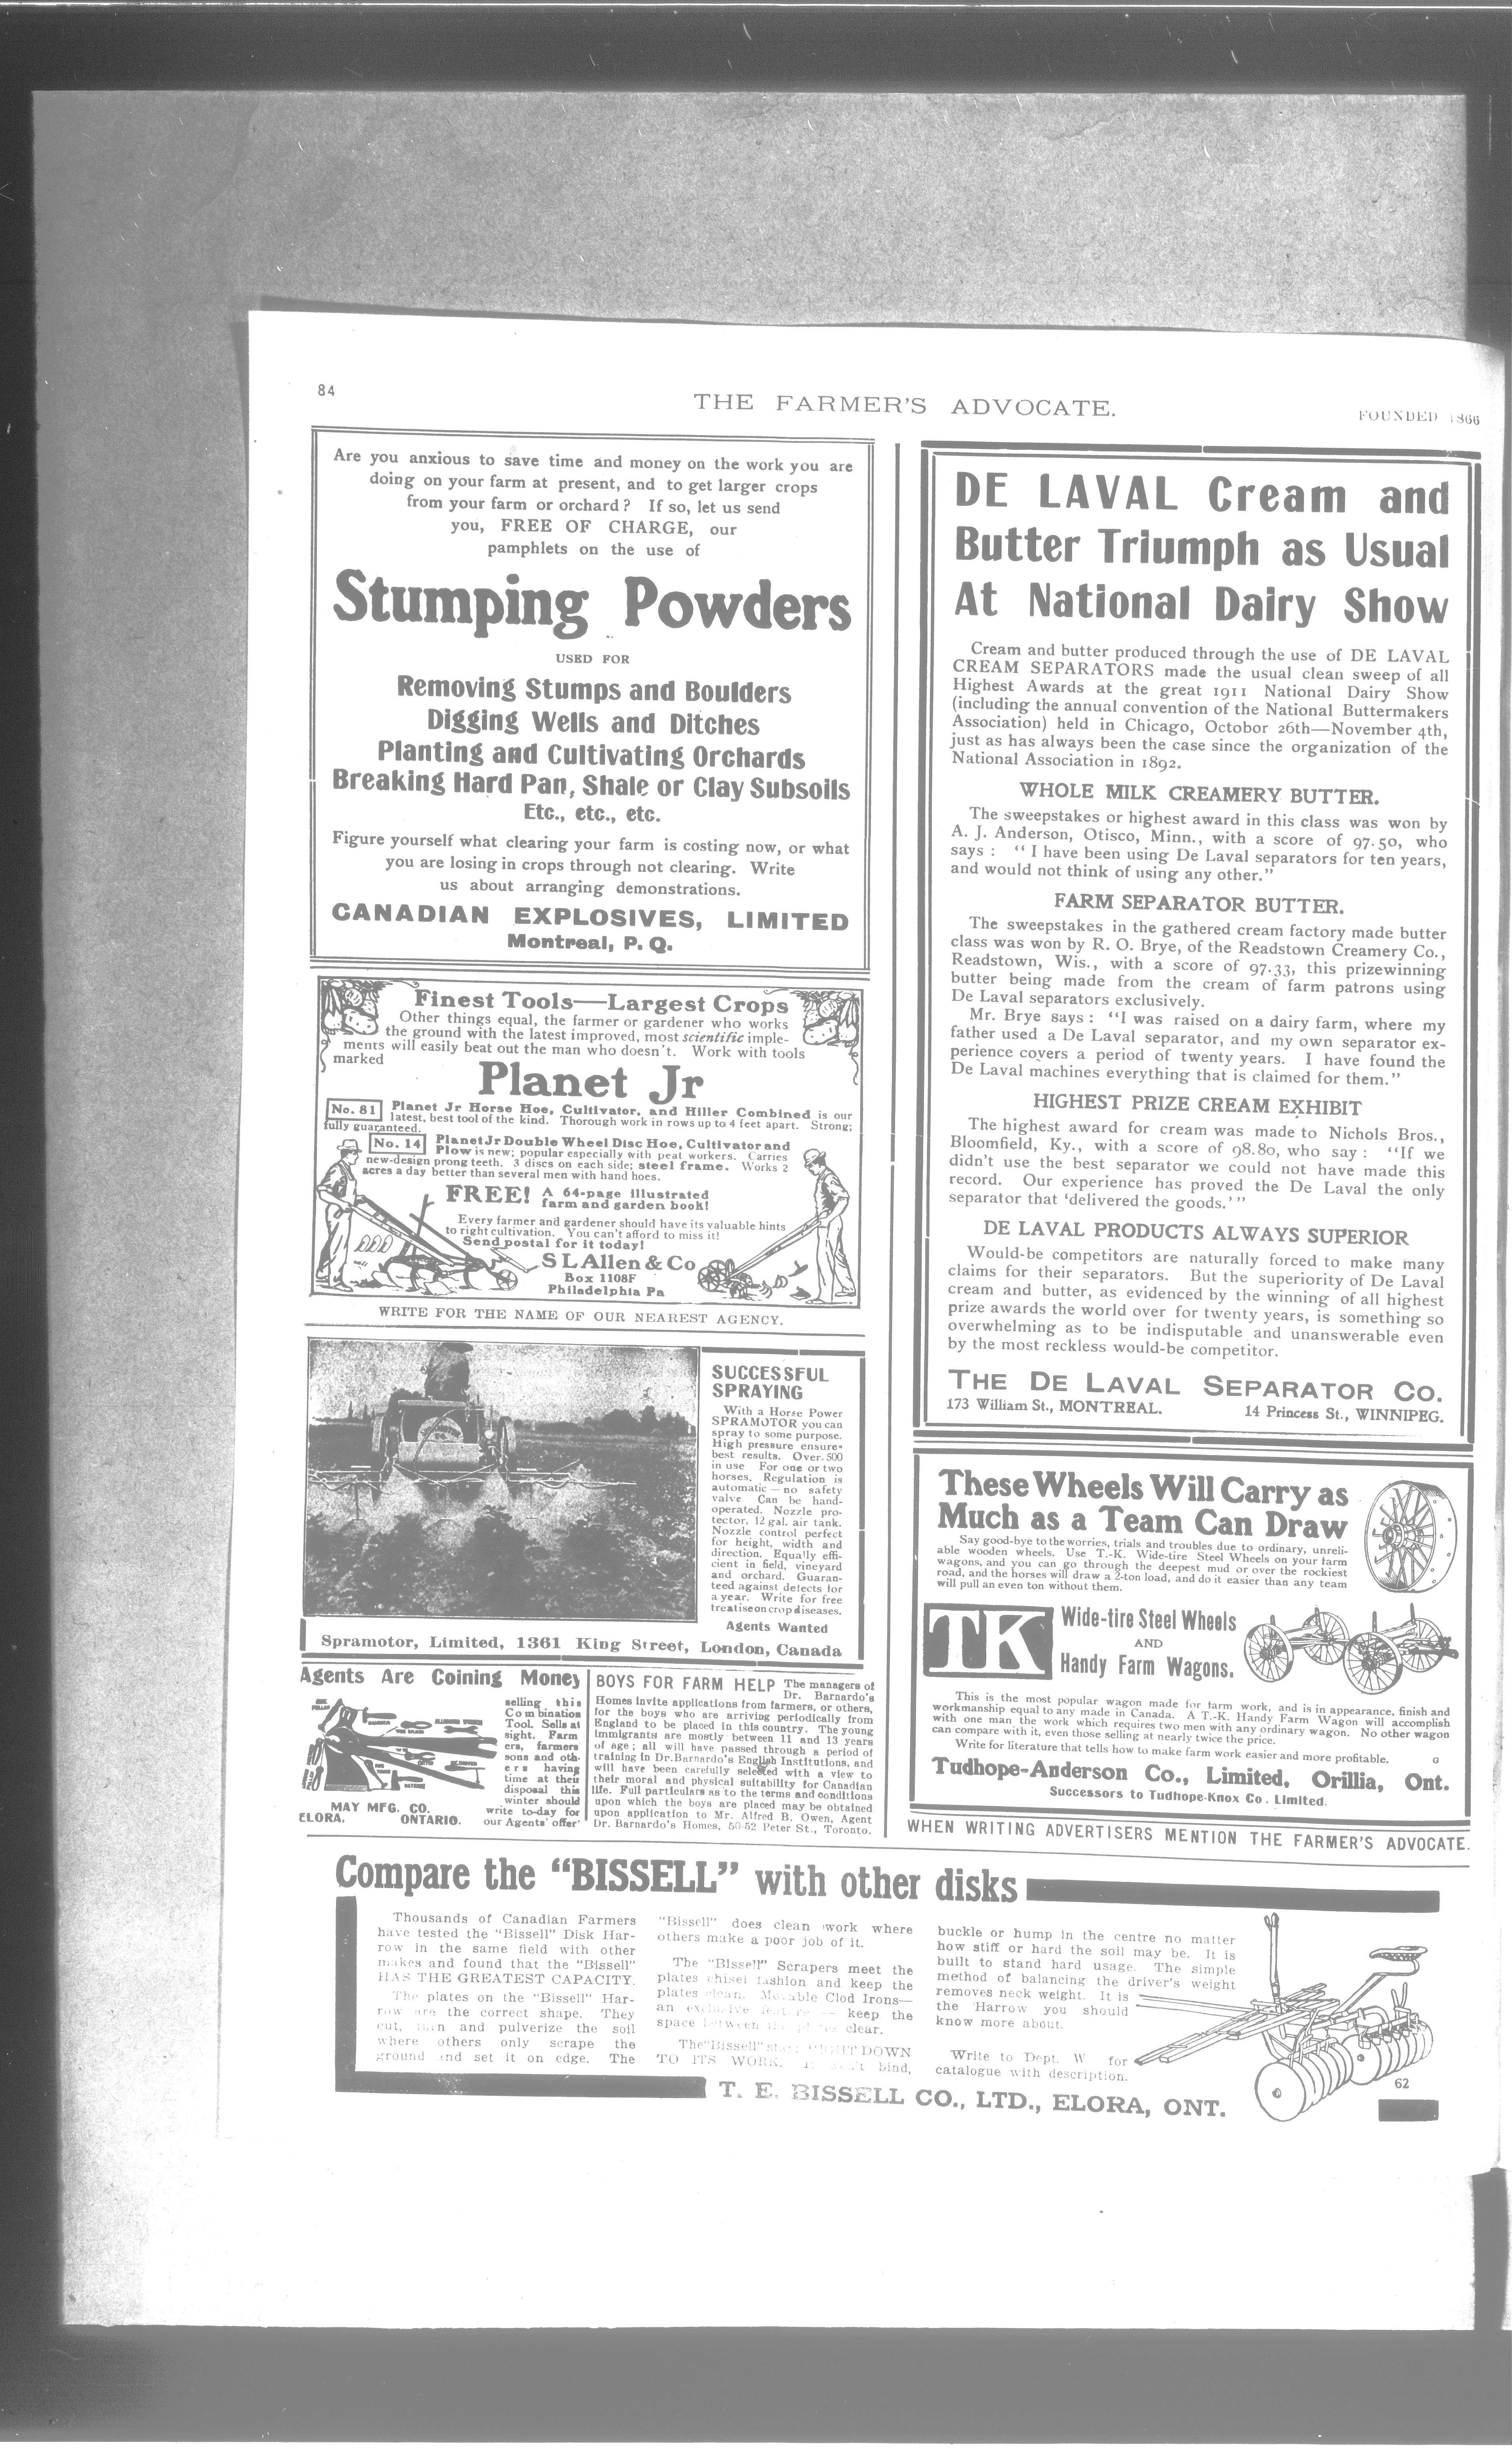 84
THE FARMER'S ADVOCATE.
FOUNDED 1866
Are you anxious to save time and money on the work you are
doing on your farm at present, and to get larger crops
from your farm or orchard? If so, let us send
you, FREE OF CHARGE, our
pamphlets on the use of
Stumping Powders
USED FOR
Removing Stumps and Boulders
Digging Wells and Ditches
Planting and Cultivating Orchards
Breaking Hard Pan, Shale or Clay Subsoils
Etc., etc., etc.
Figure yourself what clearing your farm is costing now, or what
you are losing in crops through not clearing. Write
us about arranging demonstrations.
CANADIAN EXPLOSIVES, LIMITED
Montreal, P. Q.
Finest Tools—Largest Crops
Other things equal, the farmer or gardener who works
the ground with the latest improved, most scientific imple-
ments will easily beat out the man who doesn't. Work with tools
marked
Planet Jr
No. 81 Planet Jr Horse Hoe, Cultivator, and Hiller Combined is our
latest, best tool of the kind. Thorough work in rows up to 4 feet apart. Strong;
fully guaranteed.
No. 14 Planet Jr Double Wheel Disc Hoe, Cultivator and
Plow is new; popular especially with peat workers. Carries
new-design prong teeth. 3 discs on each side; steel frame. Works 2
acres a day better than several men with hand hoes.
FREE! A 64-page illustrated
farm and garden book!
Every farmer and gardener should have its valuable hints
to right cultivation. You can't afford to miss it!
Send postal for it today!
S L Allen & Co
Box 1108F
Philadelphia Pa
WRITE FOR THE NAME OF OUR NEAREST AGENCY.
SUCCESSFUL
SPRAYING
With a Horse Power
SPRAMOTOR you can
spray to some purpose.
High pressure ensures
best results. Over 500
in use For one or two
horses. Regulation is
automatic—no safety
valve Can be hand-
operated. Nozzle pro-
tector, 12 gal. air tank.
Nozzle control perfect
for height, width and
direction. Equally effi-
cient in field, vineyard
and orchard. Guaran-
teed against defects for
a year. Write for free
treatise on crop diseases.
Agents Wanted
Spramotor, Limited, 1361 King Street, London, Canada
Agents Are Coining Money
selling this
Combination
Tool. Sells at
sight. Farm
ers, farmers
sons and oth-
ers having
time at their
disposal this
winter should
write to-day for
our Agents' offer'
MAY MFG. CO.
ELORA, ONTARIO.
BOYS FOR FARM HELP The managers of
Dr. Barnardo's
Homes invite applications from farmers, or others,
for the boys who are arriving periodically from
England to be placed in this country. The young
immigrants are mostly between 11 and 13 years
of age; all will have passed through a period of
training in Dr. Barnardo's English Institutions, and
will have been carefully selected with a view to
their moral and physical suitability for Canadian
life. Full particulars as to the terms and conditions
upon which the boys are placed may be obtained
upon application to Mr. Alfred B. Owen, Agent
Dr. Barnardo's Homes, 50-52 Peter St., Toronto.
DE LAVAL Cream and
Butter Triumph as Usual
At National Dairy Show
Cream and butter produced through the use of DE LAVAL
CREAM SEPARATORS made the usual clean sweep of all
Highest Awards at the great 1911 National Dairy Show
(including the annual convention of the National Buttermakers
Association) held in Chicago, Octobor 26th—November 4th,
just as has always been the case since the organization of the
National Association in 1892.
WHOLE MILK CREAMERY BUTTER.
The sweepstakes or highest award in this class was won by
A. J. Anderson, Otisco, Minn., with a score of 97.50, who
says: "I have been using De Laval separators for ten years,
and would not think of using any other."
FARM SEPARATOR BUTTER.
The sweepstakes in the gathered cream factory made butter
class was won by R. O. Brye, of the Readstown Creamery Co.,
Readstown, Wis., with a score of 97.33, this prizewinning
butter being made from the cream of farm patrons using
De Laval separators exclusively.
Mr. Brye says: "I was raised on a dairy farm, where my
father used a De Laval separator, and my own separator ex-
perience covers a period of twenty years. I have found the
De Laval machines everything that is claimed for them."
HIGHEST PRIZE CREAM EXHIBIT
The highest award for cream was made to Nichols Bros.,
Bloomfield, Ky., with a score of 98.80, who say: "If we
didn't use the best separator we could not have made this
record. Our experience has proved the De Laval the only
separator that 'delivered the goods.'"
DE LAVAL PRODUCTS ALWAYS SUPERIOR
Would-be competitors are naturally forced to make many
claims for their separators. But the superiority of De Laval
cream and butter, as evidenced by the winning of all highest
prize awards the world over for twenty years, is something so
overwhelming as to be indisputable and unanswerable even
by the most reckless would-be competitor.
THE DE LAVAL SEPARATOR CO.
173 William St., MONTREAL. 14 Princess St., WINNIPEG.
These Wheels Will Carry as
Much as a Team Can Draw
Say good-bye to the worries, trials and troubles due to ordinary, unreli-
able wooden wheels. Use T.-K. Wide-tire Steel Wheels on your farm
wagons, and you can go through the deepest mud or over the rockiest
road, and the horses will draw a 2-ton load, and do it easier than any team
will pull an even ton without them.
TK
Wide-tire Steel Wheels
AND
Handy Farm Wagons.
This is the most popular wagon made for farm work, and is in appearance, finish and
workmanship equal to any made in Canada. A T.-K. Handy Farm Wagon will accomplish
with one man the work which requires two men with any ordinary wagon. No other wagon
can compare with it, even those selling at nearly twice the price.
Write for literature that tells how to make farm work easier and more profitable. G
Tudhope-Anderson Co., Limited, Orillia, Ont.
Successors to Tudhope-Knox Co. Limited.
WHEN WRITING ADVERTISERS MENTION THE FARMER'S ADVOCATE.
Compare the "BISSELL" with other disks
Thousands of Canadian Farmers
have tested the "Bissell" Disk Har-
row in the same field with other
makes and found that the "Bissell"
HAS THE GREATEST CAPACITY.
The plates on the "Bissell" Har-
row are the correct shape. They
cut, turn and pulverize the soil
where others only scrape the
ground and set it on edge. The
"Bissell" does clean work where
others make a poor job of it.
The "Bissell" Scrapers meet the
plates chisel fashion and keep the
plates clean. Movable Clod Irons—
an exclusive feature — keep the
space between the plates clear.
The "Bissell" stays RIGHT DOWN
TO ITS WORK. It won't bind,
buckle or hump in the centre no matter
how stiff or hard the soil may be. It is
built to stand hard usage. The simple
method of balancing the driver's weight
removes neck weight. It is
the Harrow you should
know more about.
Write to Dept. W for
catalogue with description.
62
T. E. BISSELL CO., LTD., ELORA, ONT.